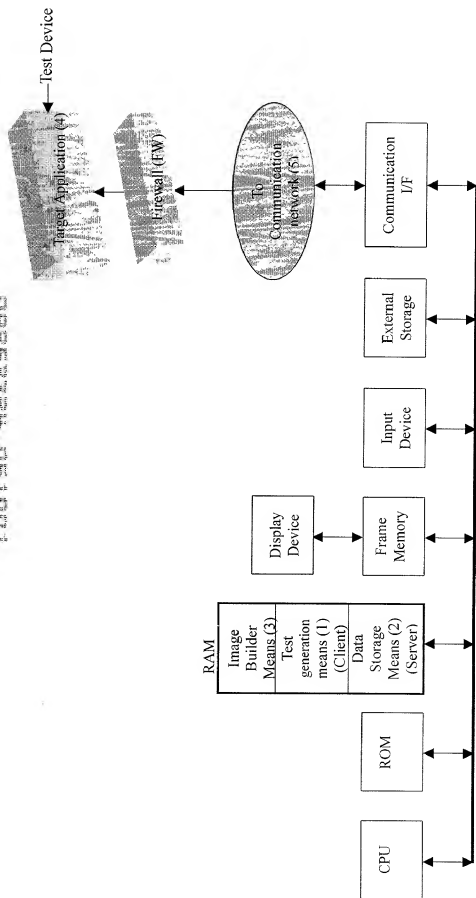 Test Device
Target Application (4)
Firewall (FW)
To
Communication
network (5)
Communication
I/F
External
Storage
Input
Device
Display
Device
Frame
Memory
RAM
Image
Builder
Means (3)
Test
generation
means (1)
(Client)
Data
Storage
Means (2)
(Server)
ROM
CPU